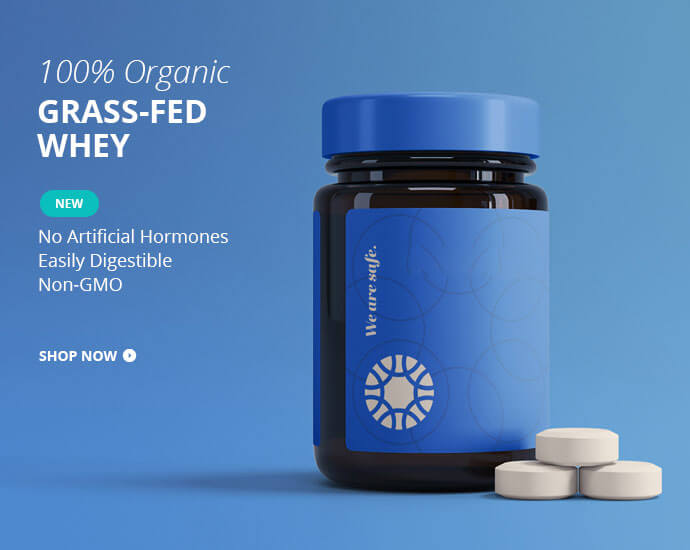 100% Organic
GRASS-FED
WHEY
NEW
No Artificial Hormones
Easily Digestible
Non-GMO
SHOP NOW
We are safe.